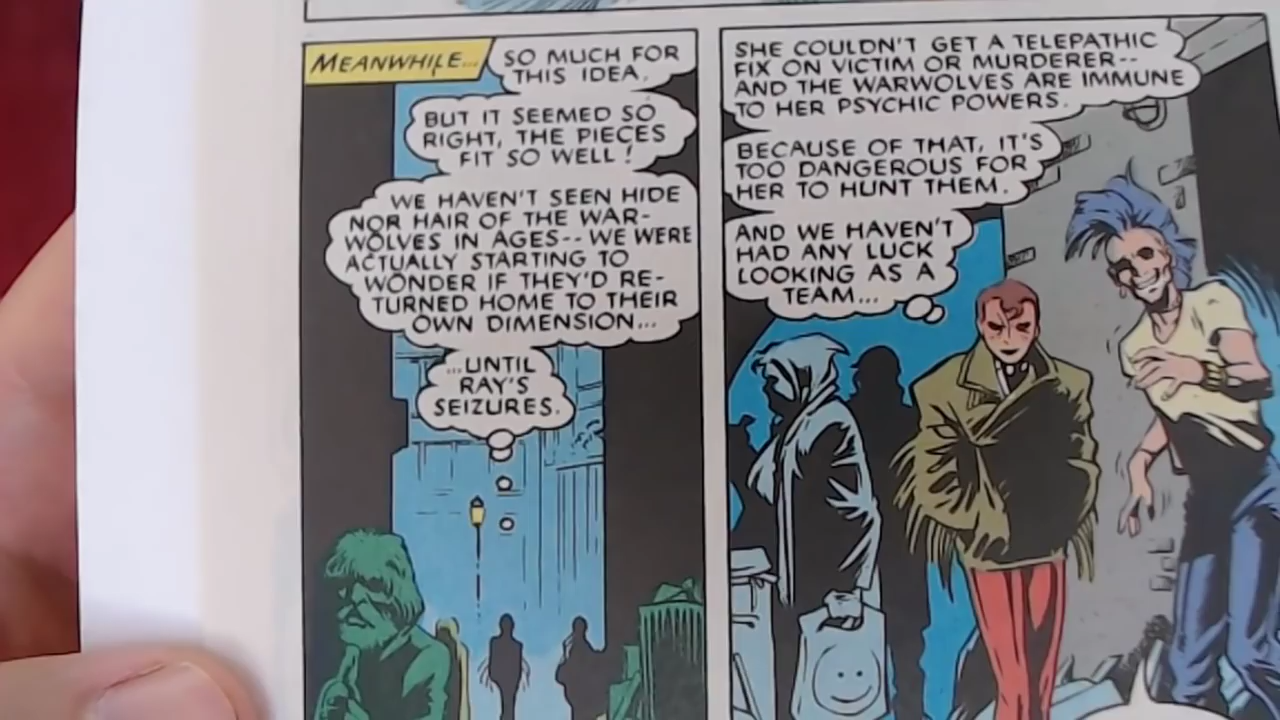 MEANWHILE...
SO MUCH FOR
THIS IDEA.
BUT IT SEEMED SO
RIGHT, THE PIECES
FIT SO WELL!
WE HAVEN'T SEEN HIDE
NOR HAIR OF THE WAR-
WOLVES IN AGES--WE WERE
ACTUALLY STARTING TO
WONDER IF THEY'D RE-
TURNED HOME TO THEIR
OWN DIMENSION...
...UNTIL
RAY'S
SEIZURES.
SHE COULDN'T GET A TELEPATHIC
FIX ON VICTIM OR MURDERER--
AND THE WARWOLVES ARE IMMUNE
TO HER PSYCHIC POWERS.
BECAUSE OF THAT, IT'S
TOO DANGEROUS FOR
HER TO HUNT THEM.
AND WE HAVEN'T
HAD ANY LUCK
LOOKING AS A
TEAM...